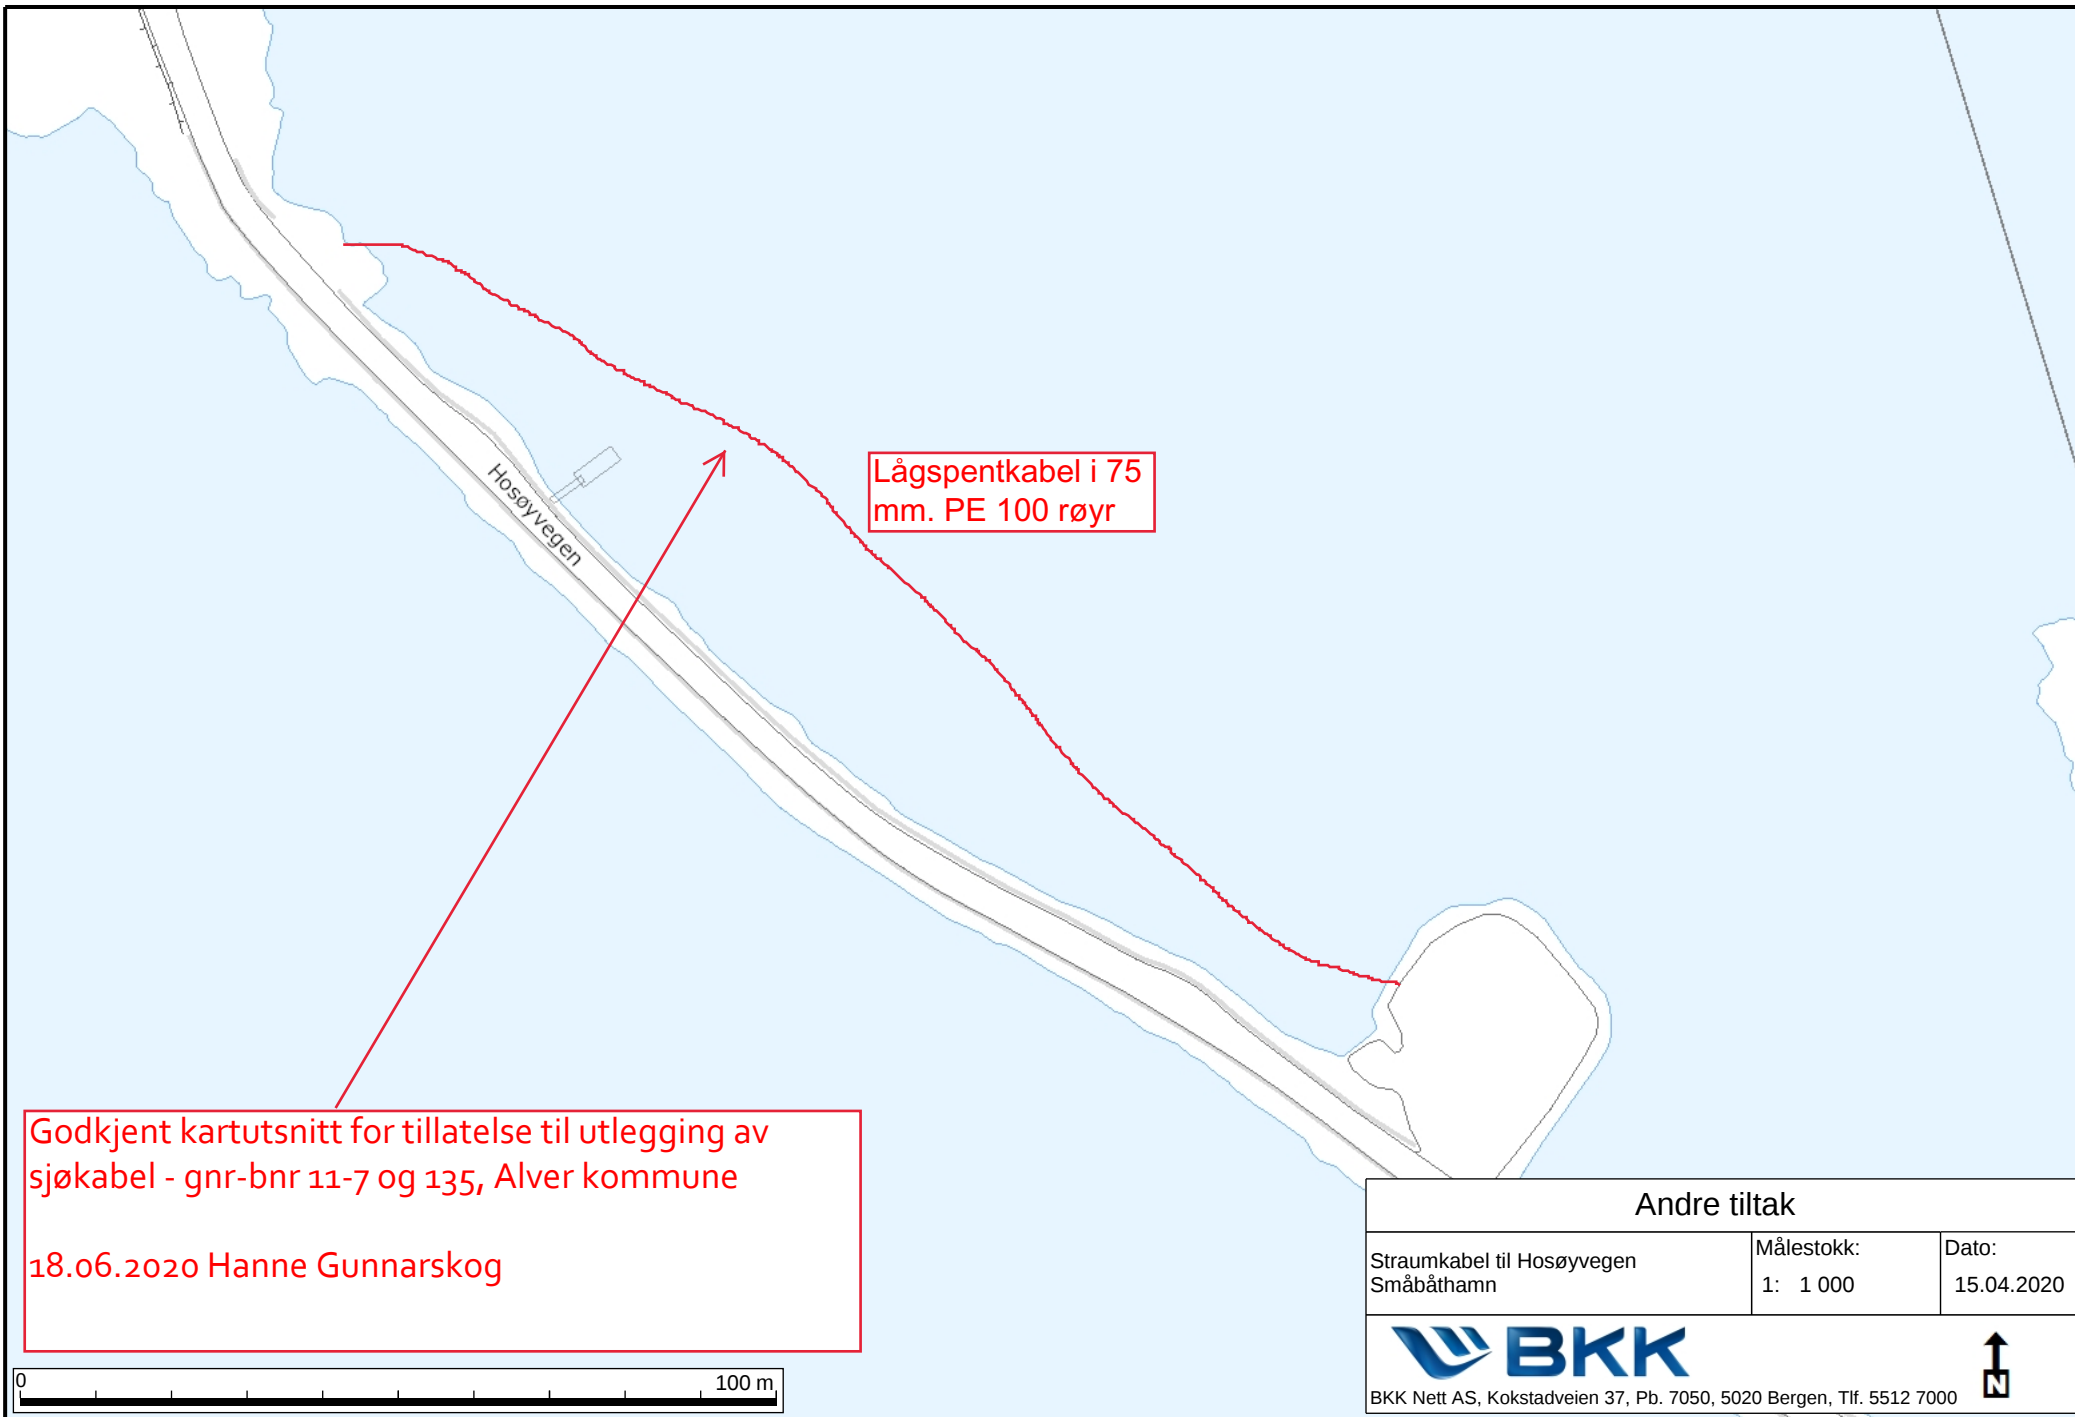 Hosøyvegen
Lågspentkabel i 75
mm. PE 100 røyr
Godkjent kartutsnitt for tillatelse til utlegging av
sjøkabel - gnr-bnr 11-7 og 135, Alver kommune
18.06.2020 Hanne Gunnarskog
0
100 m
Andre tiltak
Straumkabel til Hosøyvegen
Småbåthamn
Målestokk:
1: 1 000
Dato:
15.04.2020
BKK
BKK Nett AS, Kokstadveien 37, Pb. 7050, 5020 Bergen, Tlf. 5512 7000
N